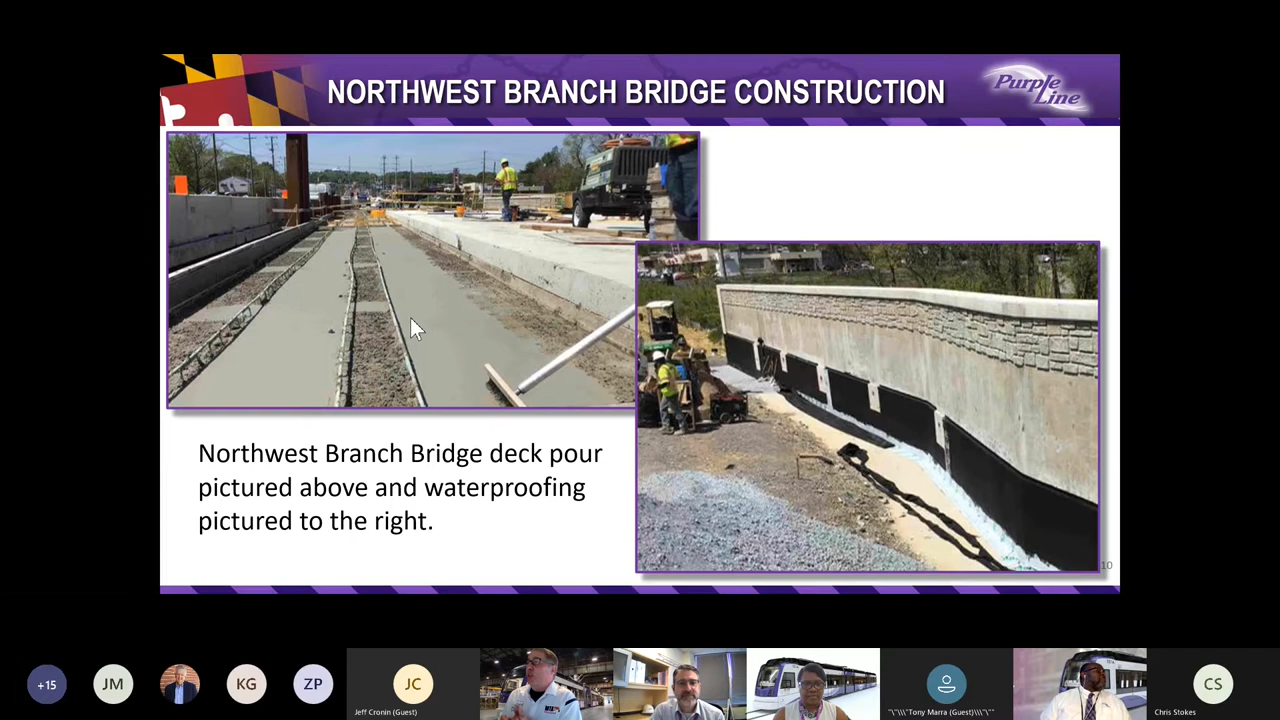 NORTHWEST BRANCH BRIDGE CONSTRUCTION
Purple
Line
Northwest Branch Bridge deck pour
pictured above and waterproofing
pictured to the right.
10
+15
JM
KG
ZP
JC
Jeff Cronin (Guest)
"\"\\\"Tony Marra (Guest)\\\"\""
CS
Chris Stokes